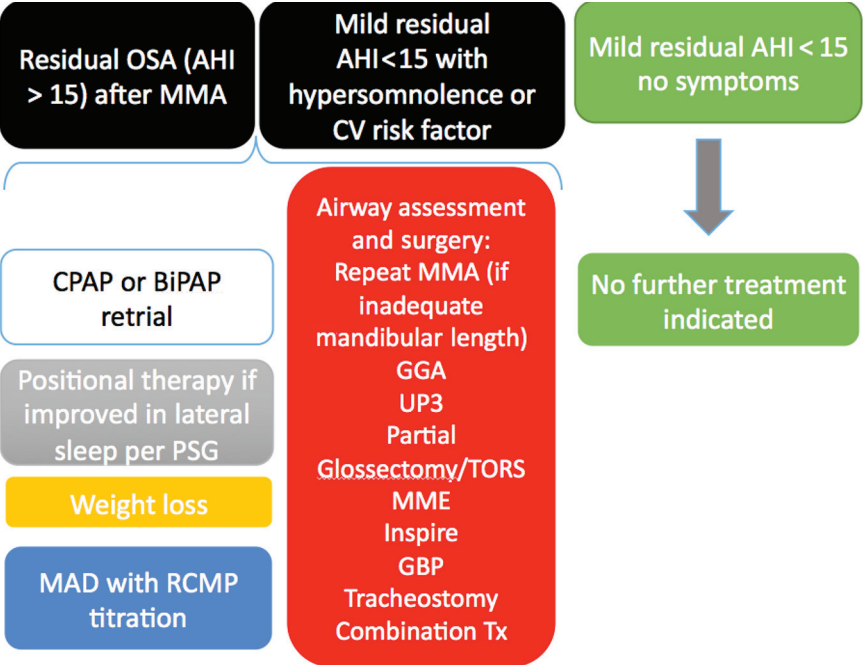 Residual OSA (AHI
> 15) after MMA
Mild residual
AHI<15 with
hypersomnolence or
CV risk factor
Mild residual AHI < 15
no symptoms
CPAP or BiPAP
retrial
Positional therapy if
improved in lateral
sleep per PSG
Weight loss
MAD with RCMP
titration
Airway assessment
and surgery:
Repeat MMA (if
inadequate
mandibular length)
GGA
UP3
Partial
Glossectomy/TORS
MME
Inspire
GBP
Tracheostomy
Combination Tx
No further treatment
indicated